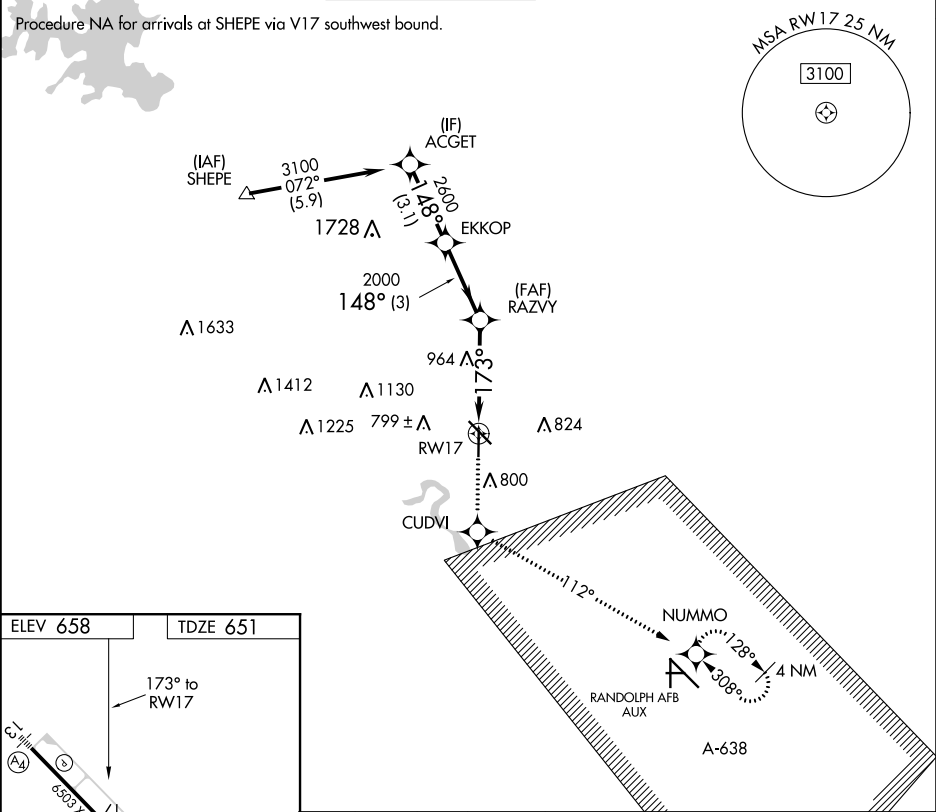 Procedure NA for arrivals at SHEPE via V17 southwest bound.
MSA RW17 25 NM
3100
(IF)
ACGET
(IAF)
SHEPE
3100
072°
(5.9)
2600
148°
(3.1)
1728
EKKOP
2000
148° (3)
(FAF)
RAZVY
1633
964
173°
1412
1130
1225
799 ±
824
RW17
800
CUDVI
112°
NUMMO
128°
308°
4 NM
RANDOLPH AFB
AUX
A-638
ELEV 658
TDZE 651
173° to
RW17
13
A4
P
6503 X